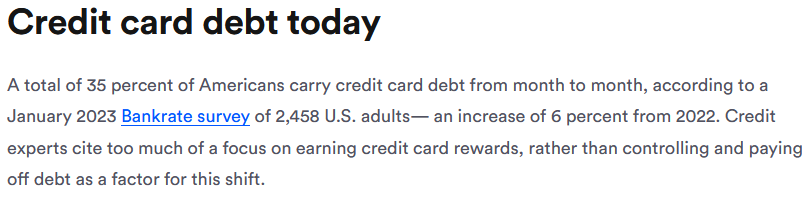 Credit card debt today
A total of 35 percent of Americans carry credit card debt from month to month, according to a
January 2023 Bankrate survey of 2,458 U.S. adults— an increase of 6 percent from 2022. Credit
experts cite too much of a focus on earning credit card rewards, rather than controlling and paying
off debt as a factor for this shift.